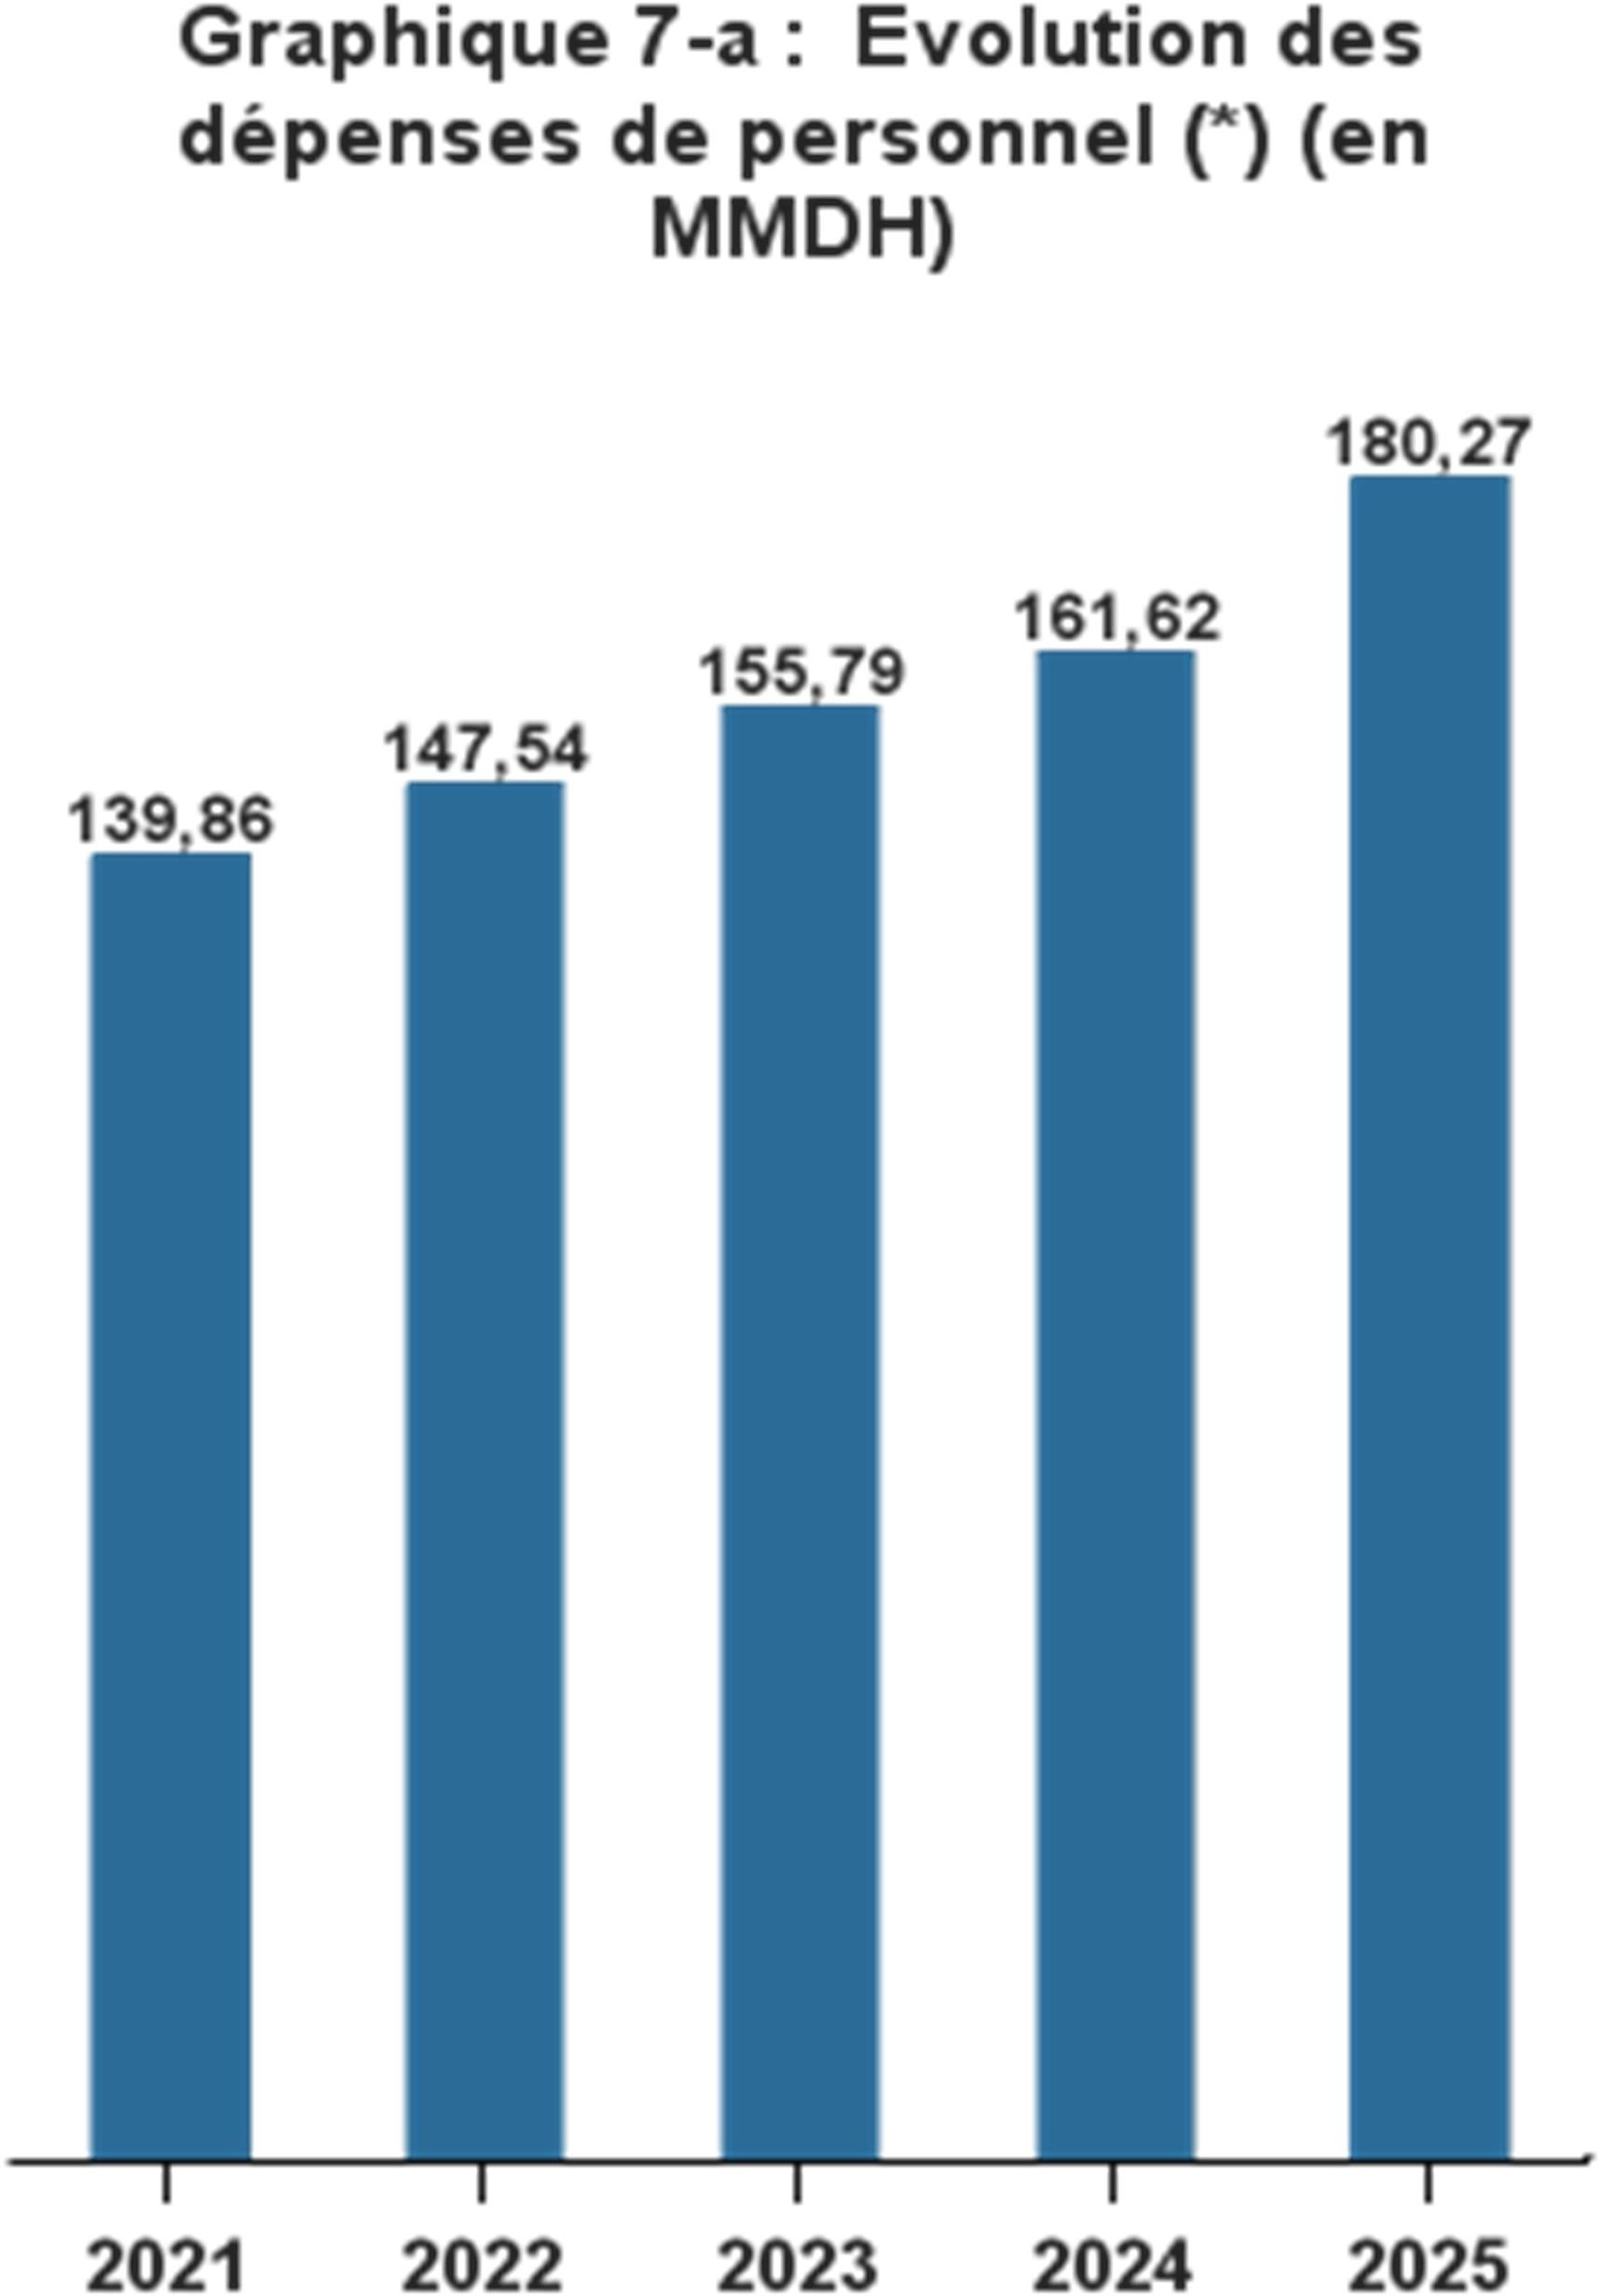 Graphique 7-a :  Evolution des
dépenses de personnel (*) (en
MMDH)
180,27
161,62
155,79
147,54
139,86
2021 2022 2023 2024 2025